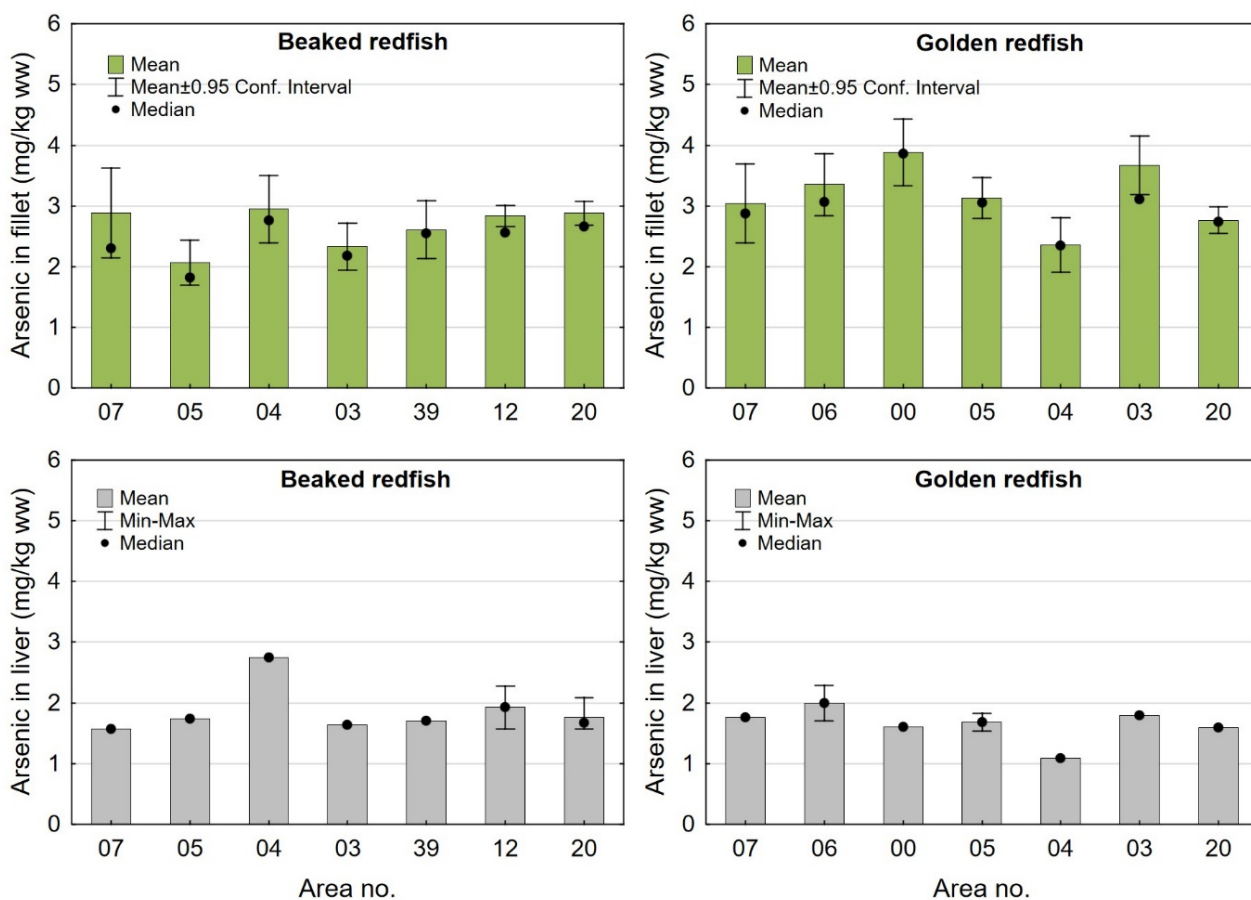 Beaked redfish
Mean
Mean±0.95 Conf. Interval
Median
Arsenic in fillet (mg/kg ww)
6
5
4
3
2
1
0
07 05 04 03 39 12 20
Golden redfish
Mean
Mean±0.95 Conf. Interval
Median
Arsenic in fillet (mg/kg ww)
6
5
4
3
2
1
0
07 06 00 05 04 03 20
Beaked redfish
Mean
Min-Max
Median
Arsenic in liver (mg/kg ww)
6
5
4
3
2
1
0
07 05 04 03 39 12 20
Area no.
Golden redfish
Mean
Min-Max
Median
Arsenic in liver (mg/kg ww)
6
5
4
3
2
1
0
07 06 00 05 04 03 20
Area no.